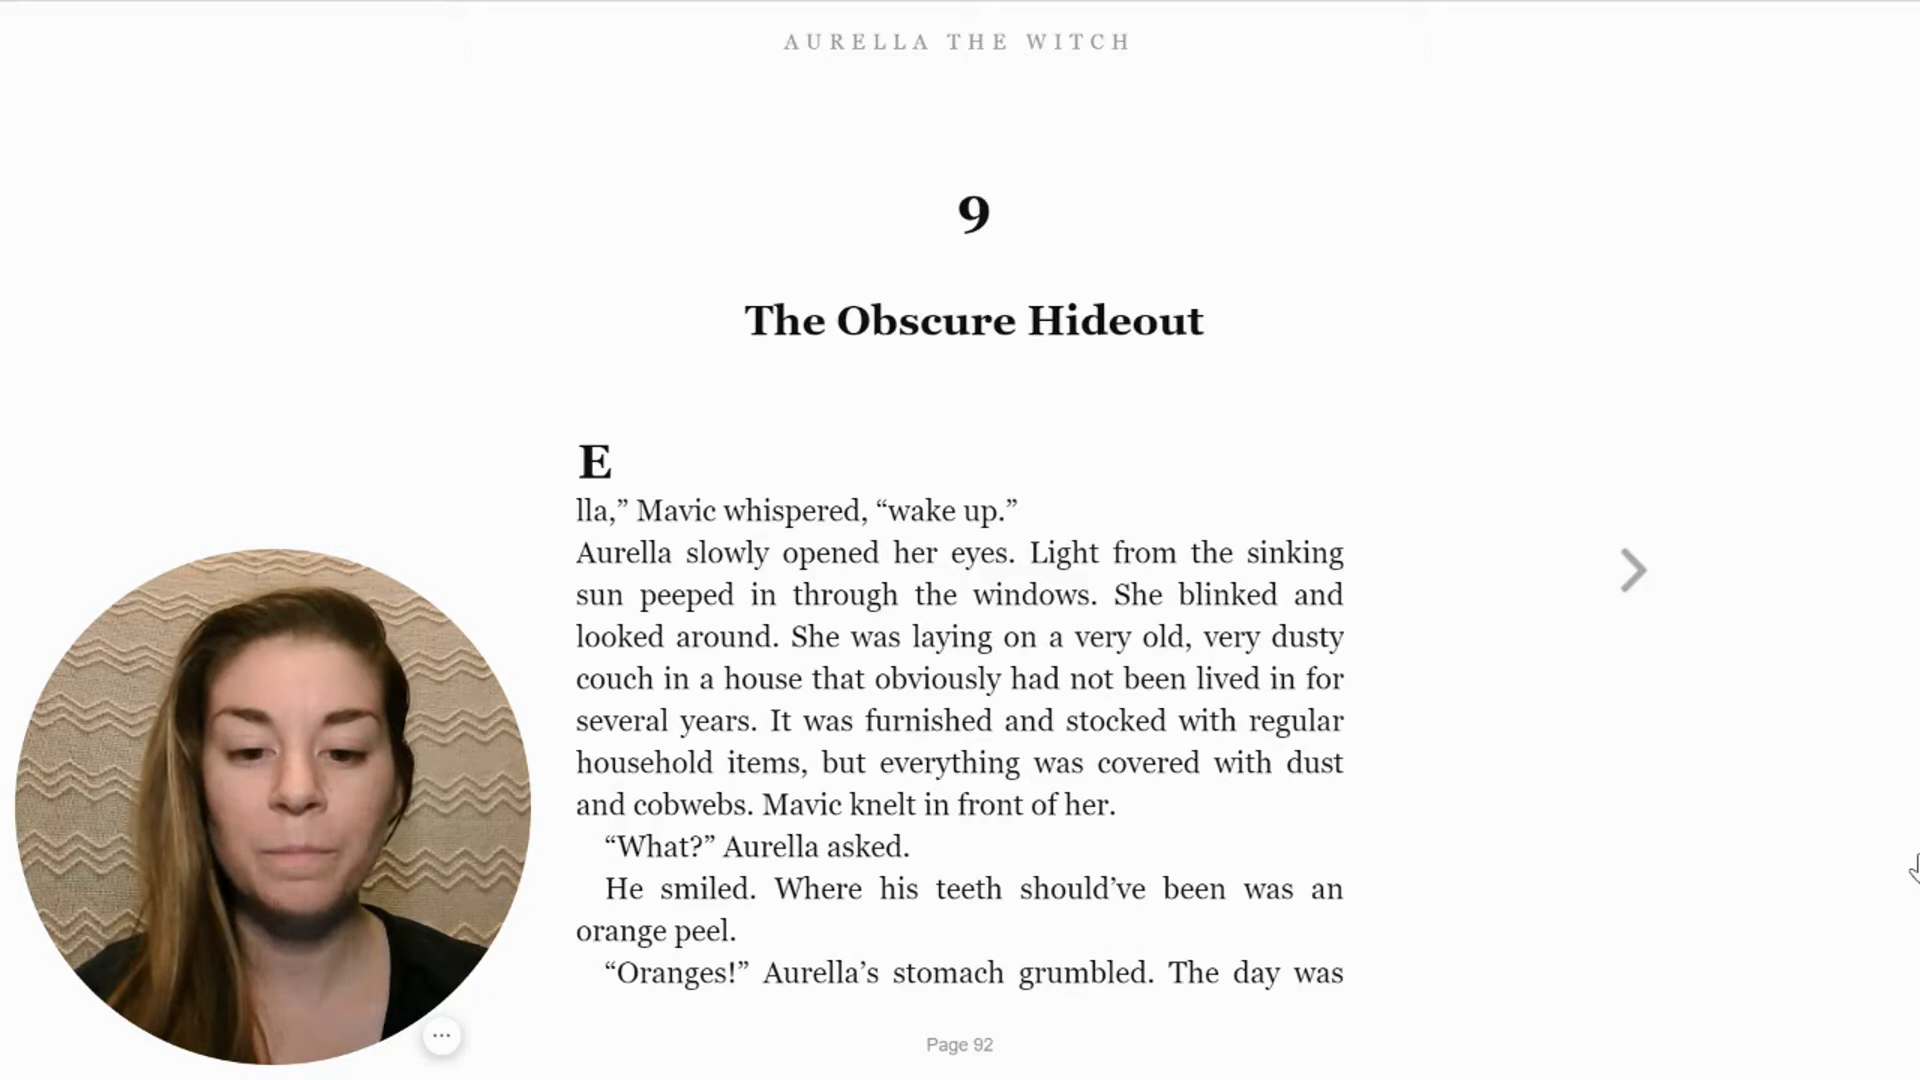 AURELLA THE WITCH
9
The Obscure Hideout
E
lla,” Mavic whispered, “wake up.”
Aurella slowly opened her eyes. Light from the sinking
sun peeped in through the windows. She blinked and
looked around. She was laying on a very old, very dusty
couch in a house that obviously had not been lived in for
several years. It was furnished and stocked with regular
household items, but everything was covered with dust
and cobwebs. Mavic knelt in front of her.
“What?” Aurella asked.
He smiled. Where his teeth should’ve been was an
orange peel.
“Oranges!” Aurella’s stomach grumbled. The day was
Page 92